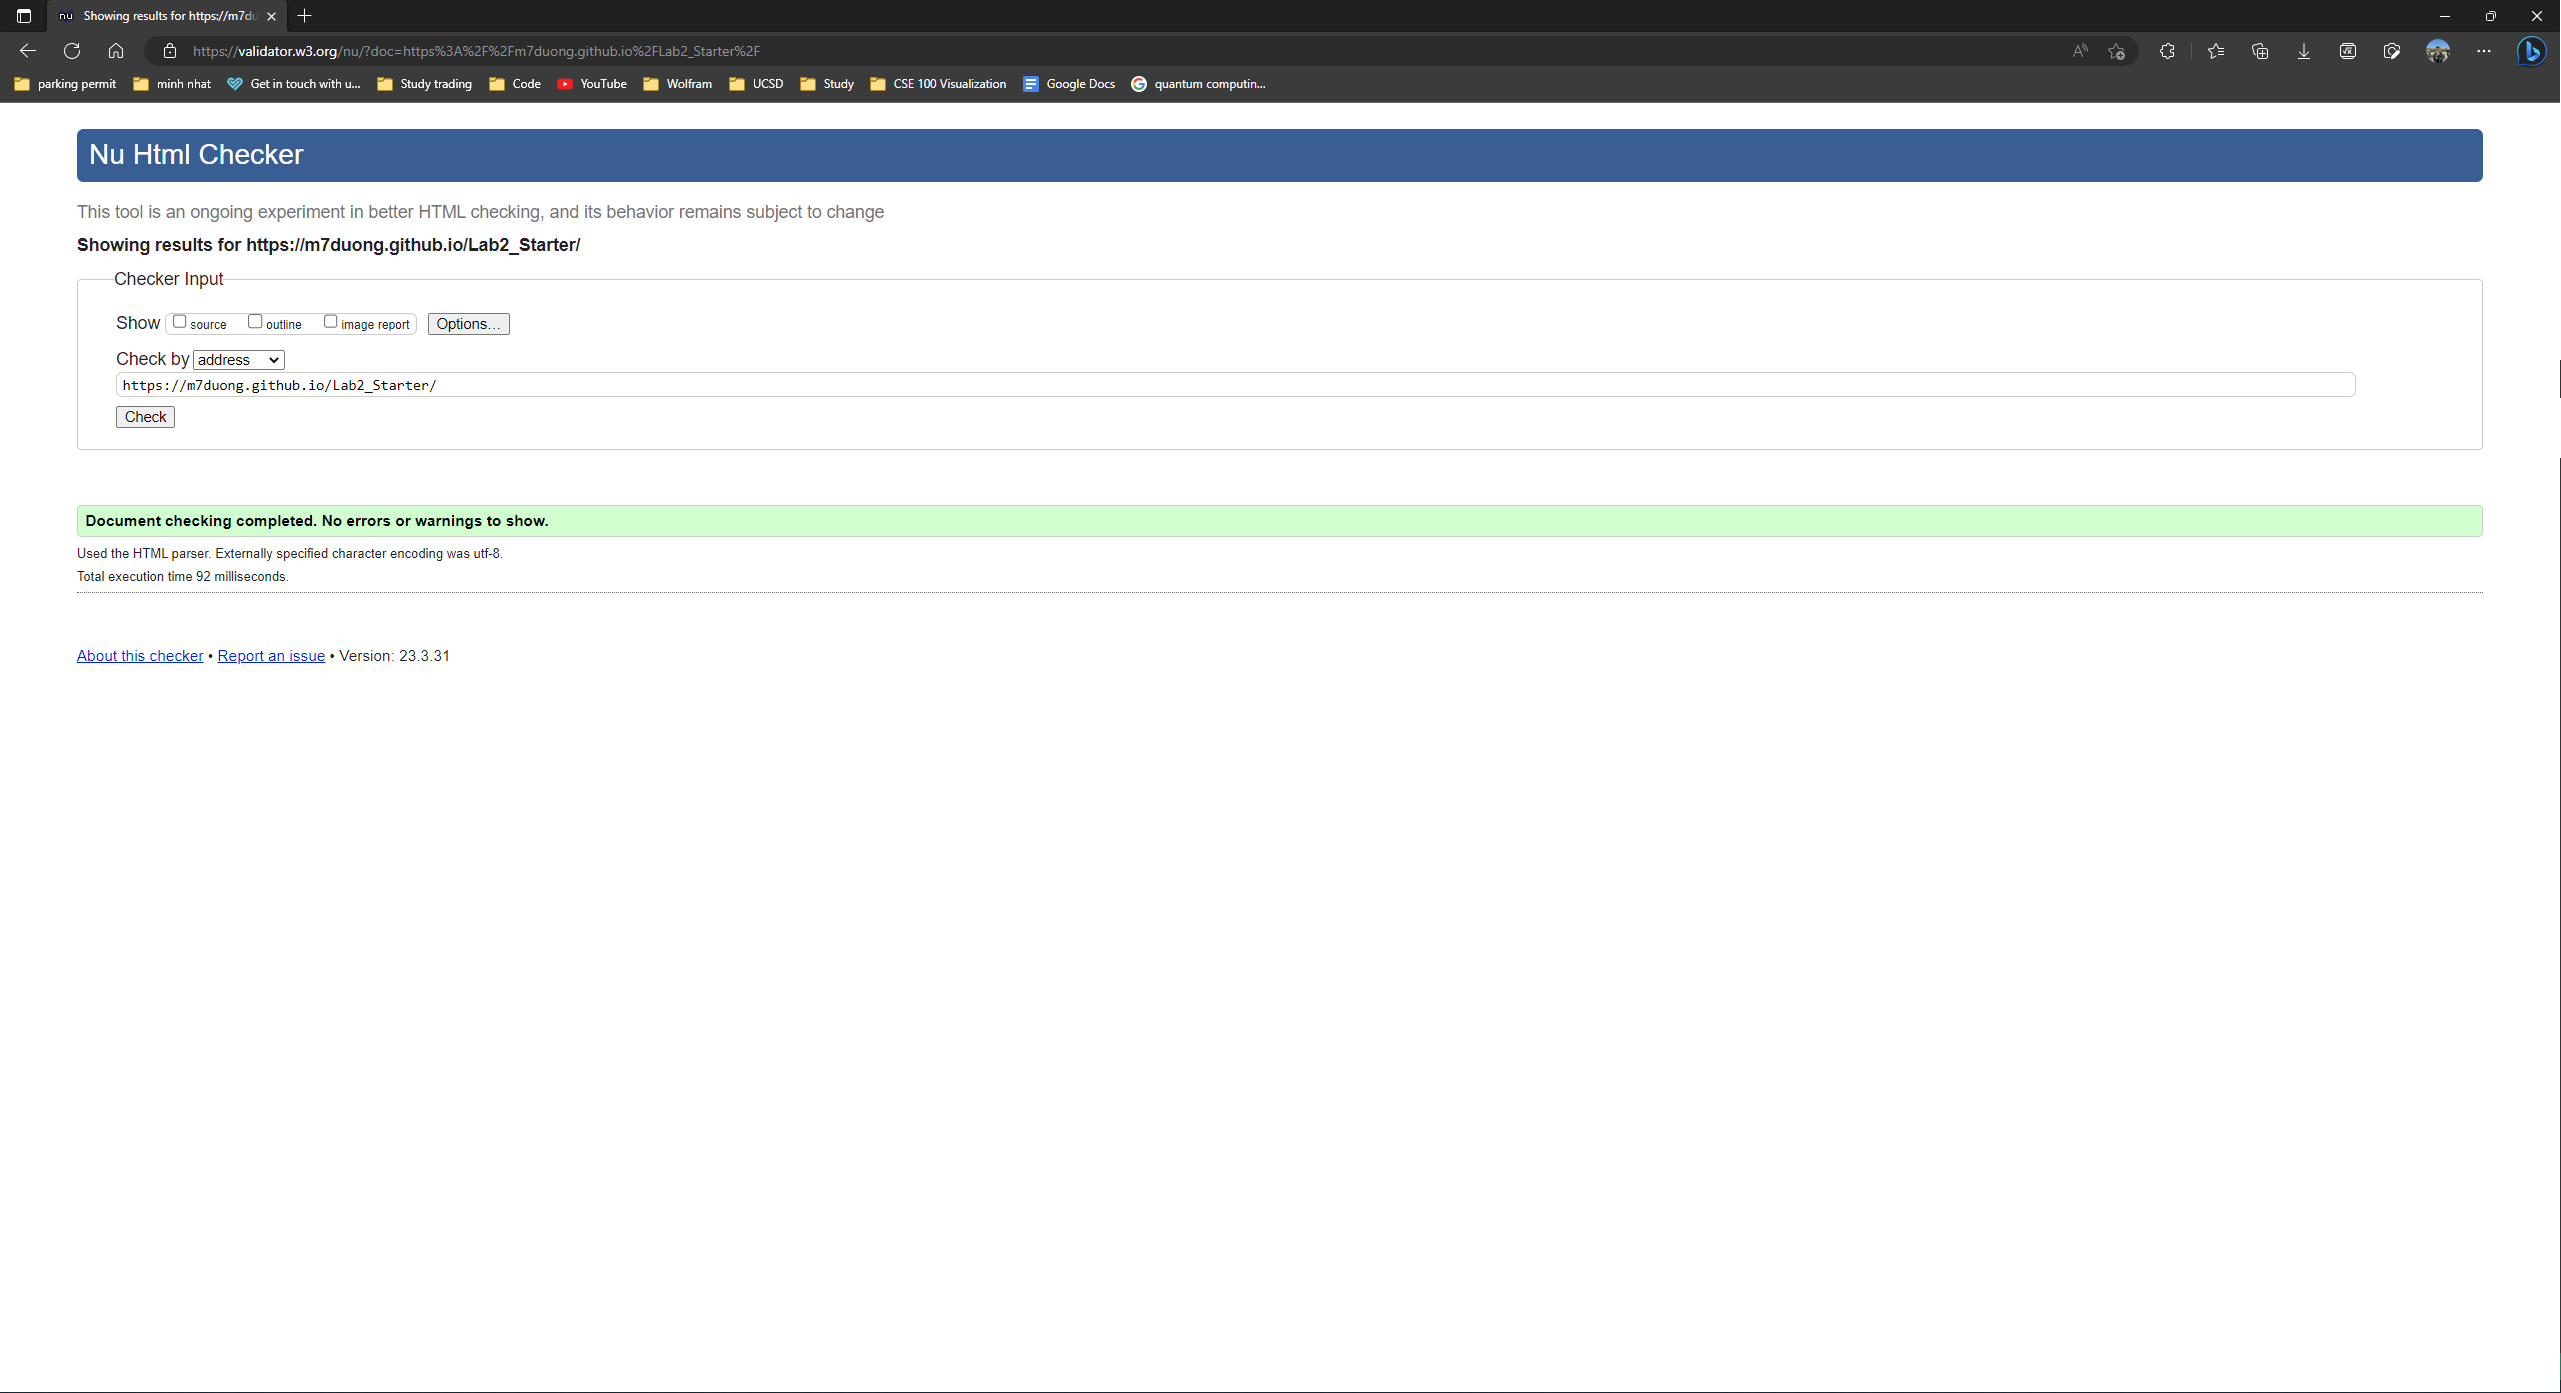 nu Showing results for https://m7du
https://validator.w3.org/nu/?doc=https%3A%2F%2Fm7duong.github.io%2FLab2_Starter%2F
parking permit minh nhat Get in touch with u... Study trading Code YouTube Wolfram UCSD Study CSE 100 Visualization Google Docs quantum computin...
Nu Html Checker
This tool is an ongoing experiment in better HTML checking, and its behavior remains subject to change
Showing results for https://m7duong.github.io/Lab2_Starter/
Checker Input
Show source outline image report Options...
Check by address
https://m7duong.github.io/Lab2_Starter/
Check
Document checking completed. No errors or warnings to show.
Used the HTML parser. Externally specified character encoding was utf-8.
Total execution time 92 milliseconds.
About this checker • Report an issue • Version: 23.3.31